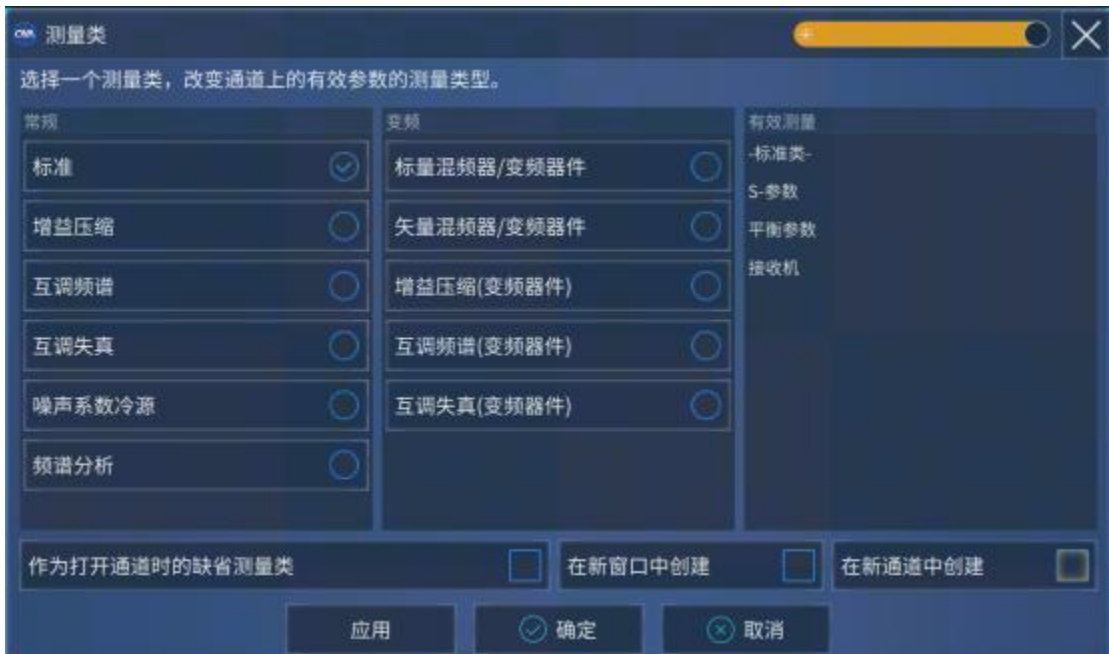 测量类
选择一个测量类，改变通道上的有效参数的测量类型。
常规
标准
增益压缩
互调频谱
互调失真
噪声系数冷源
频谱分析
变频
标量混频器/变频器件
矢量混频器/变频器件
增益压缩(变频器件)
互调频谱(变频器件)
互调失真(变频器件)
有效测量
-标准类-
S-参数
平衡参数
接收机
作为打开通道时的缺省测量类
在新窗口中创建
在新通道中创建
应用
确定
取消